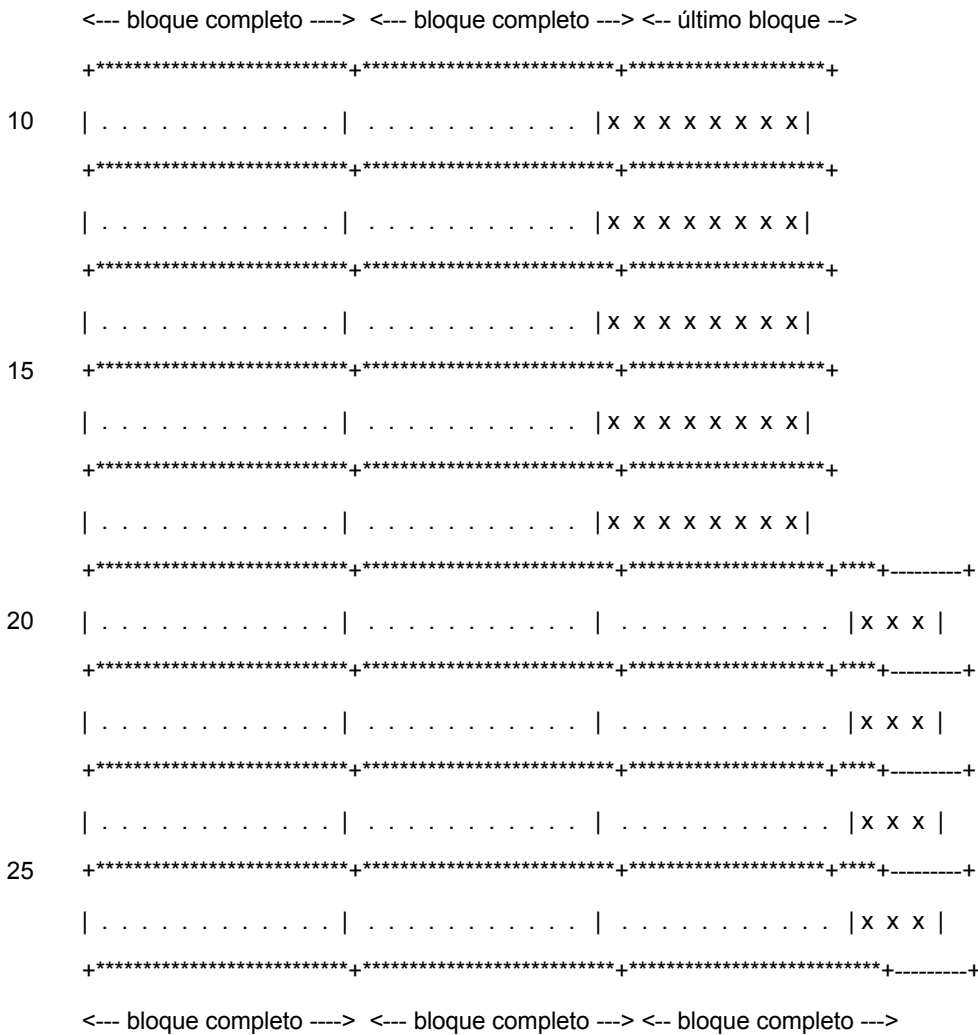 <--- bloque completo ----> <--- bloque completo ---> <-- último bloque -->
+***************************+***************************+*********************+
10 | . . . . . . . . . . . . | . . . . . . . . . . . |x x x x x x x x|
+***************************+***************************+*********************+
| . . . . . . . . . . . . | . . . . . . . . . . . |x x x x x x x x|
+***************************+***************************+*********************+
| . . . . . . . . . . . . | . . . . . . . . . . . |x x x x x x x x|
15 +***************************+***************************+*********************+
| . . . . . . . . . . . . | . . . . . . . . . . . |x x x x x x x x|
+***************************+***************************+*********************+
| . . . . . . . . . . . . | . . . . . . . . . . . |x x x x x x x x|
+***************************+***************************+*********************+****+---------+
20 | . . . . . . . . . . . . | . . . . . . . . . . . | . . . . . . . . . . . |x x x |
+***************************+***************************+*********************+****+---------+
| . . . . . . . . . . . . | . . . . . . . . . . . | . . . . . . . . . . . |x x x |
+***************************+***************************+*********************+****+---------+
| . . . . . . . . . . . . | . . . . . . . . . . . | . . . . . . . . . . . |x x x |
25 +***************************+***************************+*********************+****+---------+
| . . . . . . . . . . . . | . . . . . . . . . . . | . . . . . . . . . . . |x x x |
+***************************+***************************+***************************+---------+
<--- bloque completo ----> <--- bloque completo ---> <-- bloque completo --->